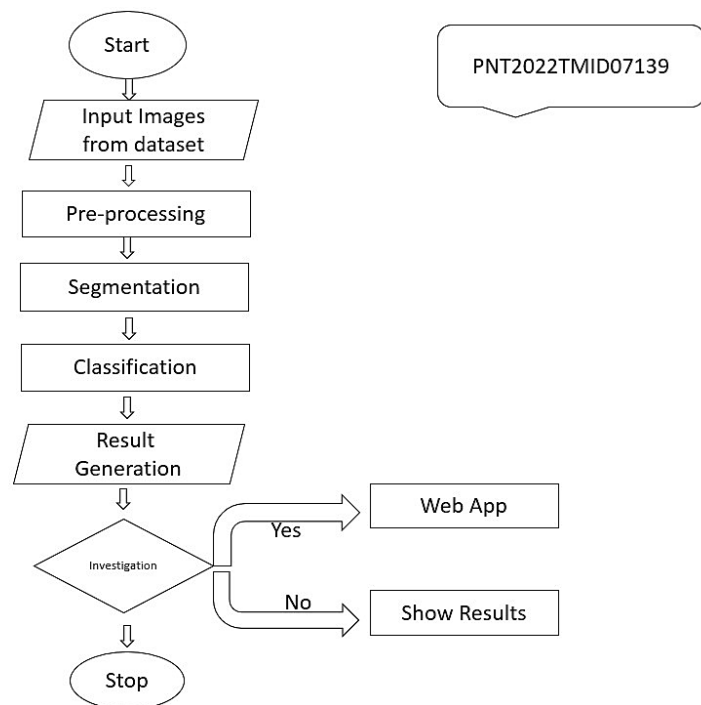 Start
PNT2022TMID07139
Input Images
from dataset
Pre-processing
Segmentation
Classification
Result
Generation
Investigation
Yes
Web App
No
Show Results
Stop